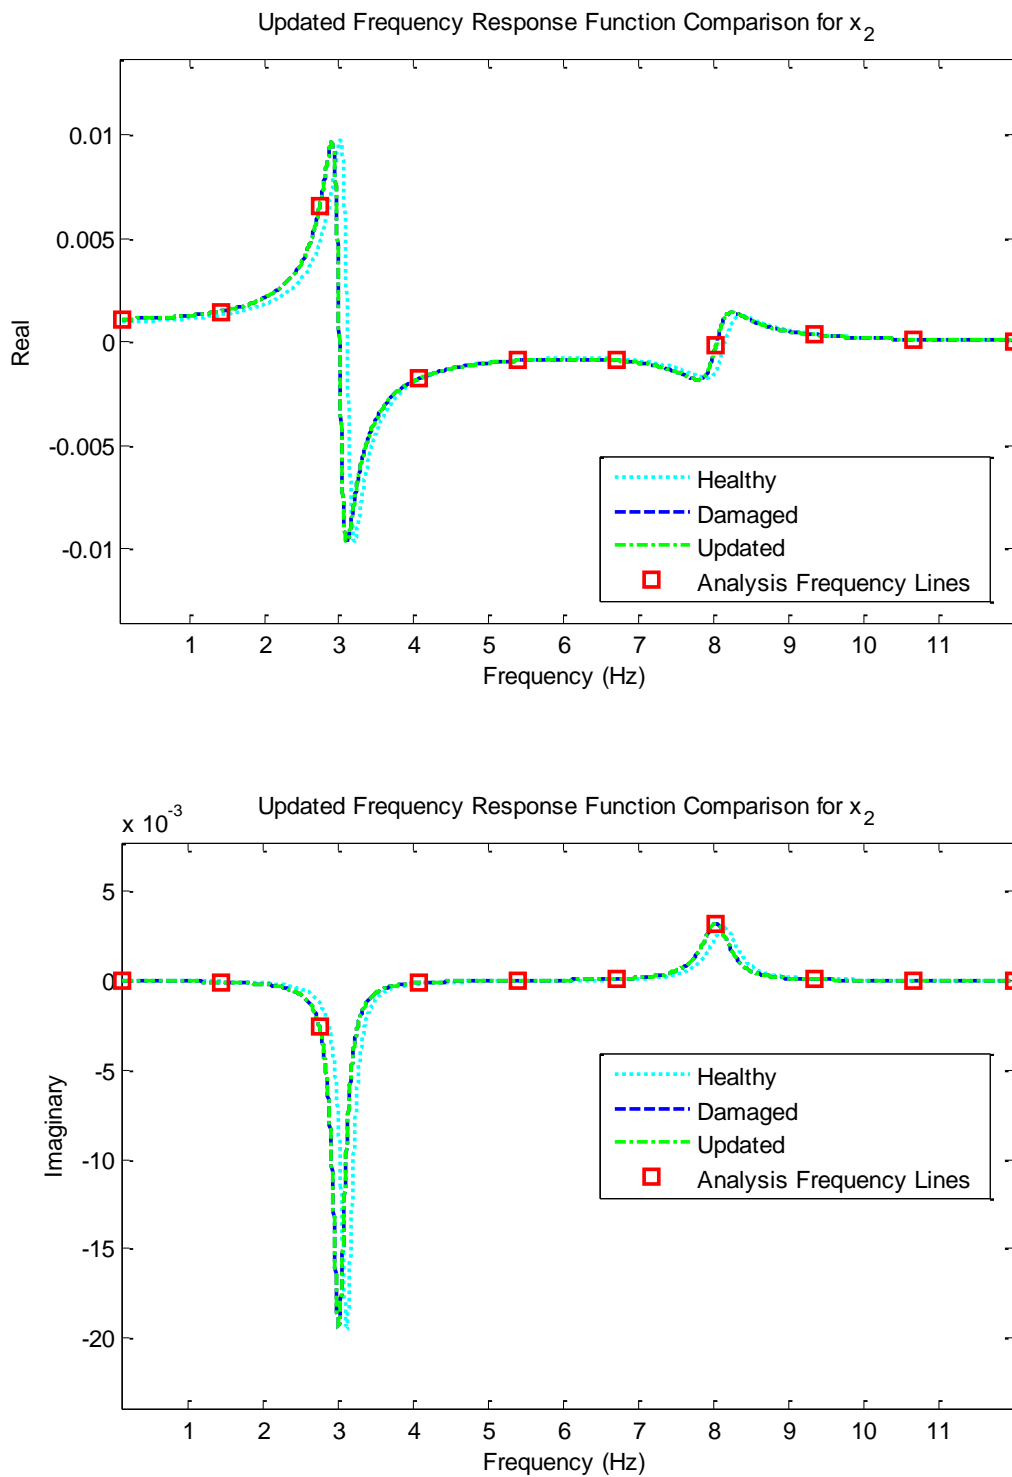 Updated Frequency Response Function Comparison for x2
0.01
0.005
0
-0.005
-0.01
Real
Healthy
Damaged
Updated
Analysis Frequency Lines
1 2 3 4 5 6 7 8 9 10 11
Frequency (Hz)
Updated Frequency Response Function Comparison for x2
x 10-3
5
0
-5
-10
-15
-20
Imaginary
Healthy
Damaged
Updated
Analysis Frequency Lines
1 2 3 4 5 6 7 8 9 10 11
Frequency (Hz)